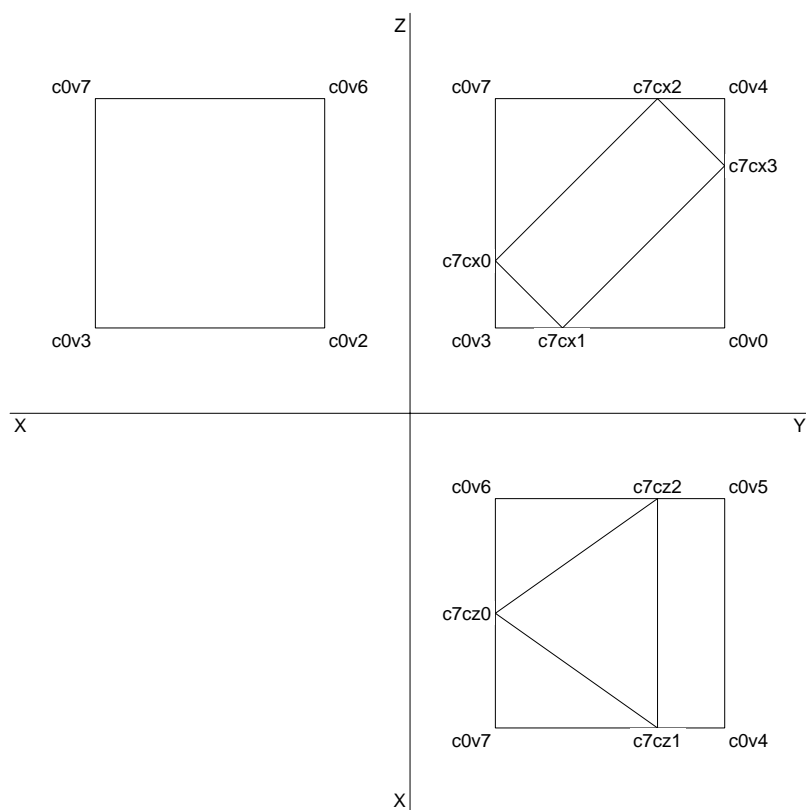 Z
c0v7 c0v6 c0v7 c7cx2 c0v4
c7cx3
c7cx0
c0v3 c0v2 c0v3 c7cx1 c0v0
X Y
c0v6 c7cz2 c0v5
c7cz0
c0v7 c7cz1 c0v4
X